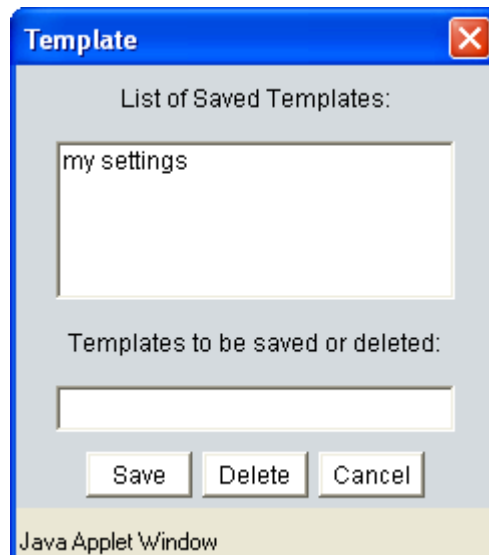 Template
List of Saved Templates:
my settings
Templates to be saved or deleted:
Save Delete Cancel
Java Applet Window